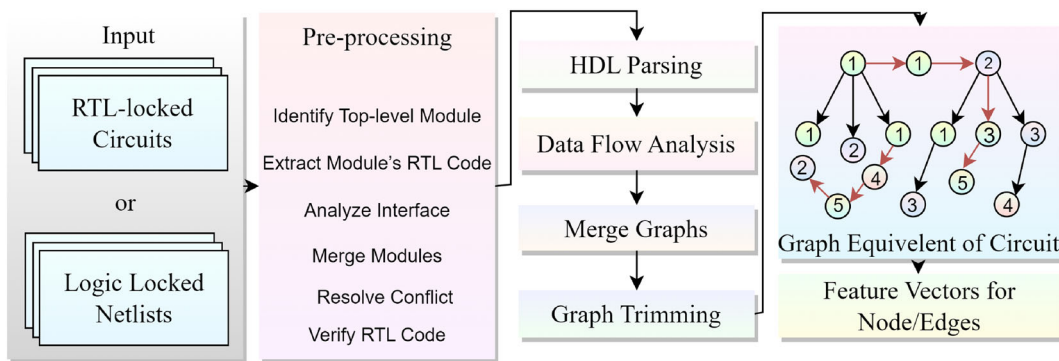 Input
RTL-locked
Circuits
or
Logic Locked
Netlists
Pre-processing
Identify Top-level Module
Extract Module's RTL Code
Analyze Interface
Merge Modules
Resolve Conflict
Verify RTL Code
HDL Parsing
Data Flow Analysis
Merge Graphs
Graph Trimming
1 1 2
1 2 1 1 3 3
2 4 5
5 3 4
Graph Equivelent of Circuit
Feature Vectors for
Node/Edges